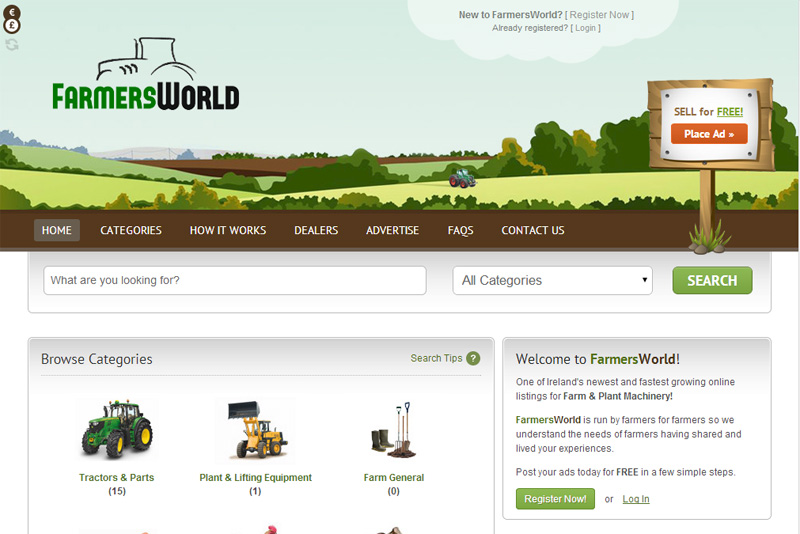 €
£
New to FarmersWorld? [ Register Now ]
Already registered? [ Login ]
FARMERSWORLD
SELL for FREE!
Place Ad »
HOME CATEGORIES HOW IT WORKS DEALERS ADVERTISE FAQS CONTACT US
What are you looking for? All Categories SEARCH
Browse Categories Search Tips ?
Tractors & Parts
(15)
Plant & Lifting Equipment
(1)
Farm General
(0)
Welcome to FarmersWorld!
One of Ireland's newest and fastest growing online
listings for Farm & Plant Machinery!
FarmersWorld is run by farmers for farmers so we
understand the needs of farmers having shared and
lived your experiences.
Post your ads today for FREE in a few simple steps.
Register Now! or Log In